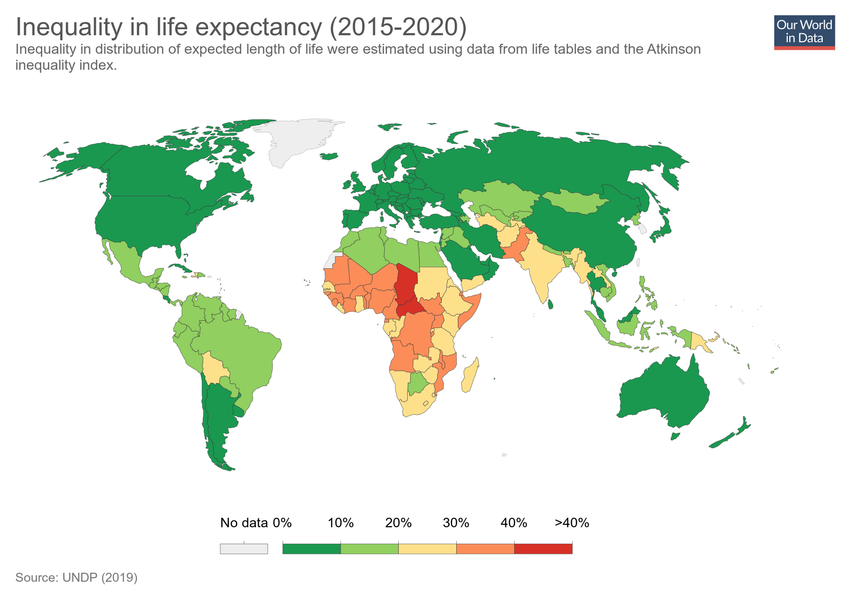 Inequality in life expectancy (2015-2020)
Our World
in Data
Inequality in distribution of expected length of life were estimated using data from life tables and the Atkinson
inequality index.
No data 0% 10% 20% 30% 40% >40%
Source: UNDP (2019)